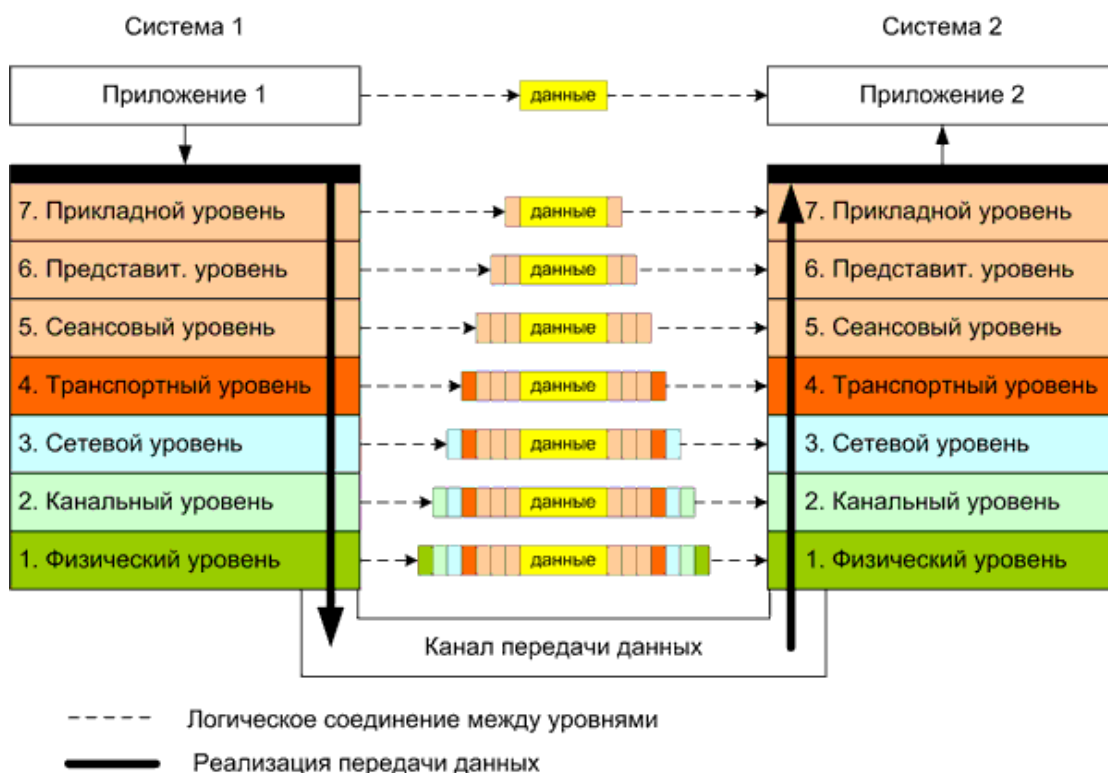 Система 1
Система 2
Приложение 1
данные
Приложение 2
7. Прикладной уровень
данные
7. Прикладной уровень
6. Представит. уровень
данные
6. Представит. уровень
5. Сеансовый уровень
данные
5. Сеансовый уровень
4. Транспортный уровень
данные
4. Транспортный уровень
3. Сетевой уровень
данные
3. Сетевой уровень
2. Канальный уровень
данные
2. Канальный уровень
1. Физический уровень
данные
1. Физический уровень
Канал передачи данных
Логическое соединение между уровнями
Реализация передачи данных